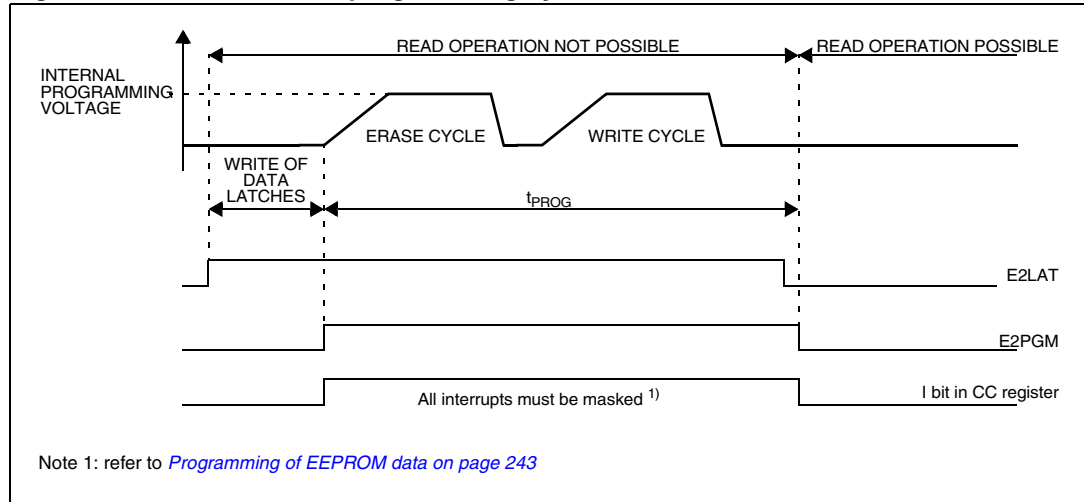 READ OPERATION NOT POSSIBLE
READ OPERATION POSSIBLE
INTERNAL
PROGRAMMING
VOLTAGE
ERASE CYCLE
WRITE CYCLE
WRITE OF
DATA
LATCHES
tPROG
E2LAT
E2PGM
All interrupts must be masked 1)
I bit in CC register
Note 1: refer to Programming of EEPROM data on page 243